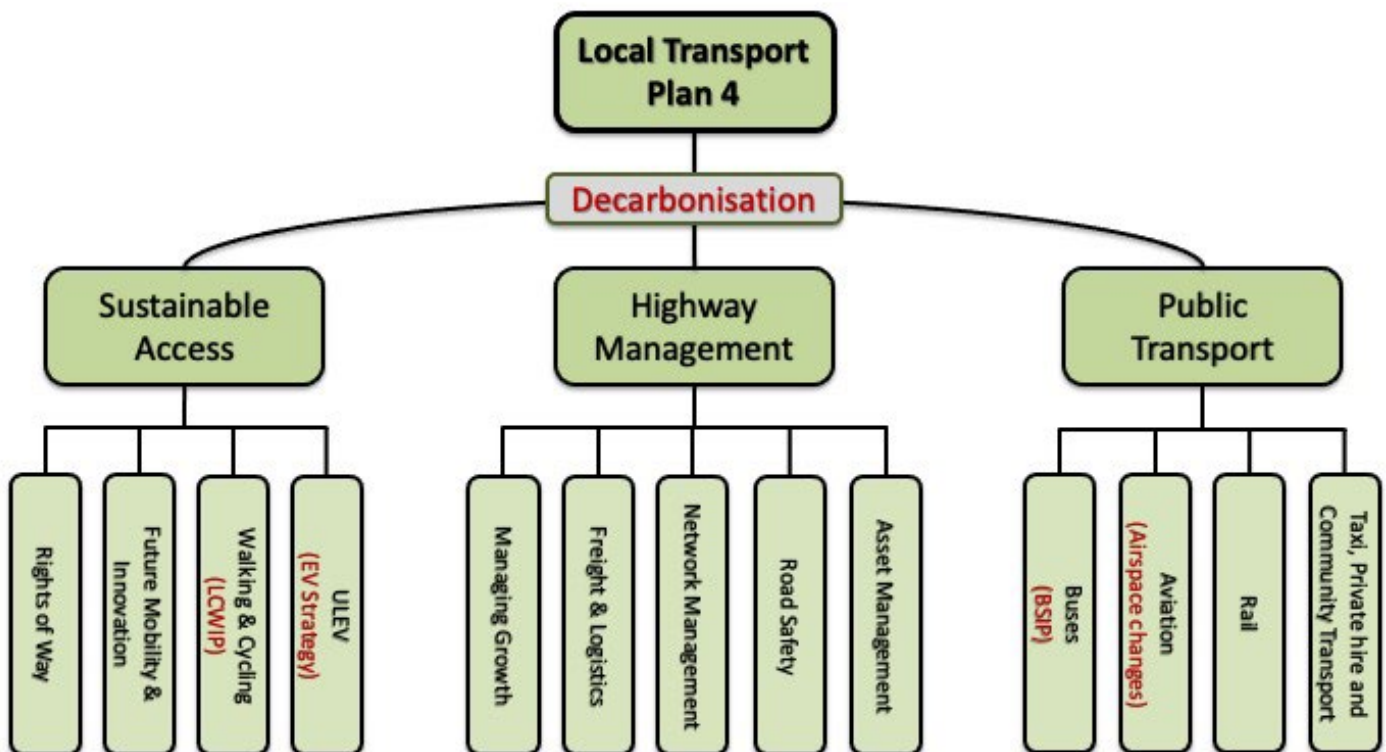 Local Transport
Plan 4
Decarbonisation
Sustainable
Access
Highway
Management
Public
Transport
Rights of Way
Future Mobility &
Innovation
Walking & Cycling
(LCWIP)
ULEV
(EV Strategy)
Managing Growth
Freight & Logistics
Network Management
Road Safety
Asset Management
Buses
(BSIP)
Aviation
(Airspace changes)
Rail
Taxi, Private hire and
Community Transport